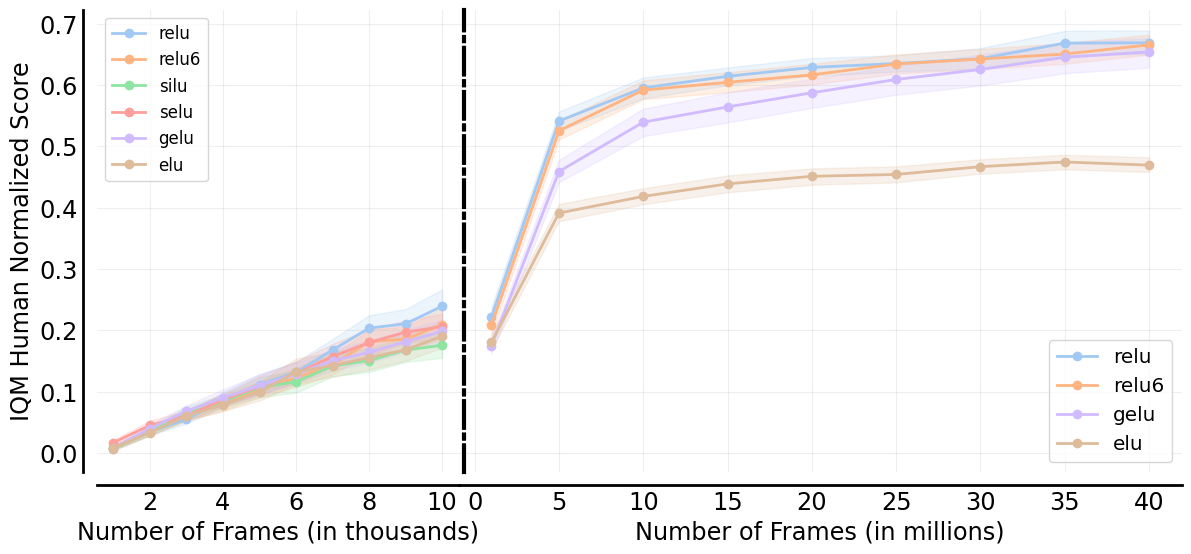 IQM Human Normalized Score
0.7
0.6
0.5
0.4
0.3
0.2
0.1
0.0
relu
relu6
silu
selu
gelu
elu
2 4 6 8 10
Number of Frames (in thousands)
relu
relu6
gelu
elu
0 5 10 15 20 25 30 35 40
Number of Frames (in millions)